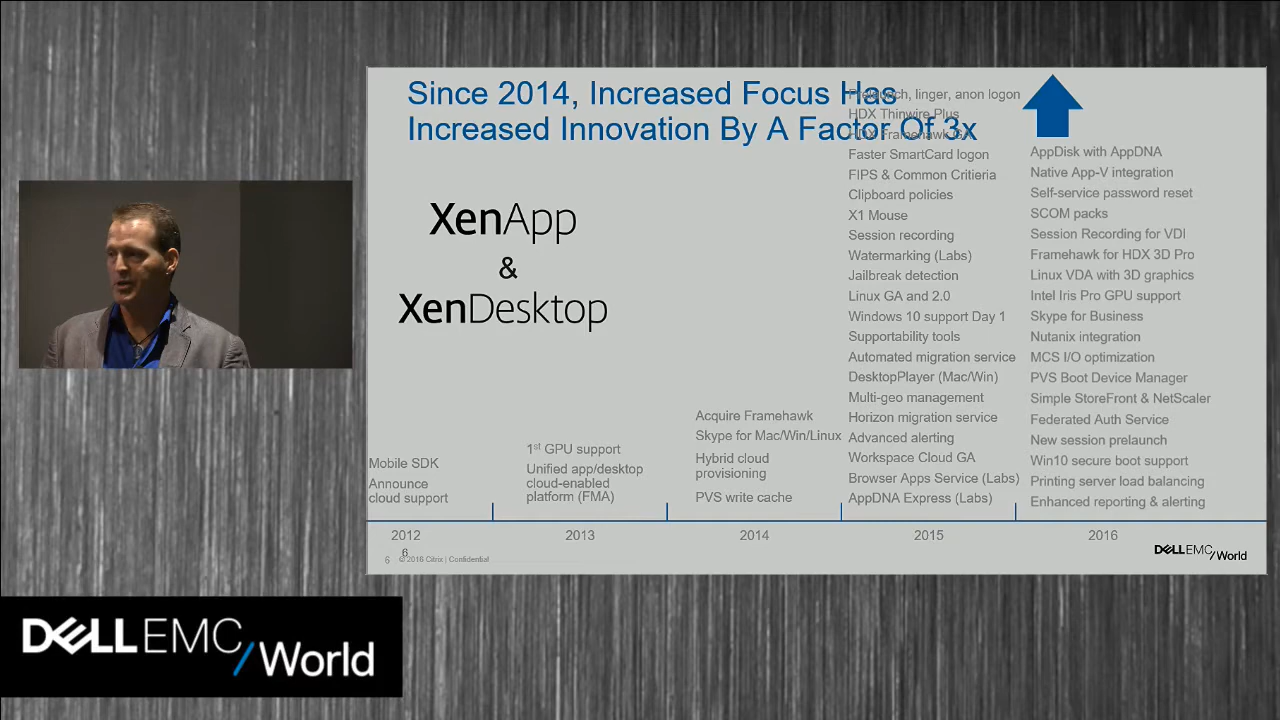 Since 2014, Increased Focus Has
Increased Innovation By A Factor Of 3x
XenApp
&
XenDesktop
Mobile SDK
Announce
cloud support
1st GPU support
Unified app/desktop
cloud-enabled
platform (FMA)
Acquire Framehawk
Skype for Mac/Win/Linux
Hybrid cloud
provisioning
PVS write cache
Prelaunch, linger, anon logon
HDX Thinwire Plus
HDX Framehawk GA
Faster SmartCard logon
FIPS & Common Critieria
Clipboard policies
X1 Mouse
Session recording
Watermarking (Labs)
Jailbreak detection
Linux GA and 2.0
Windows 10 support Day 1
Supportability tools
Automated migration service
DesktopPlayer (Mac/Win)
Multi-geo management
Horizon migration service
Advanced alerting
Workspace Cloud GA
Browser Apps Service (Labs)
AppDNA Express (Labs)
AppDisk with AppDNA
Native App-V integration
Self-service password reset
SCOM packs
Session Recording for VDI
Framehawk for HDX 3D Pro
Linux VDA with 3D graphics
Intel Iris Pro GPU support
Skype for Business
Nutanix integration
MCS I/O optimization
PVS Boot Device Manager
Simple StoreFront & NetScaler
Federated Auth Service
New session prelaunch
Win10 secure boot support
Printing server load balancing
Enhanced reporting & alerting
2012
2013
2014
2015
2016
6
6 © 2016 Citrix | Confidential
DELLEMC/World
DELLEMC/World